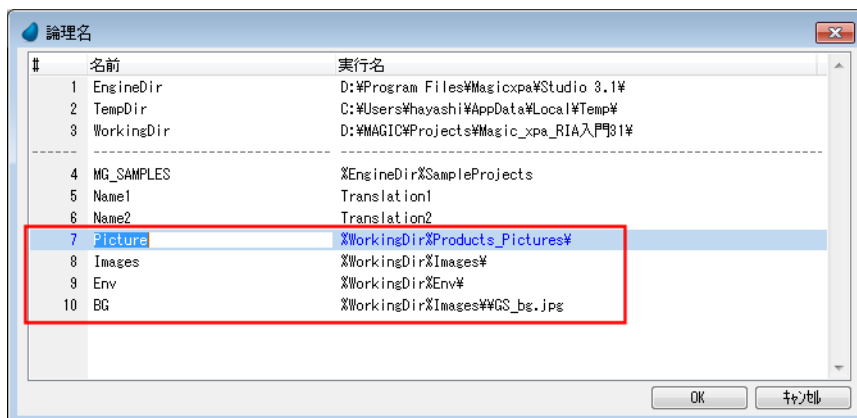 論理名
# 名前 実行名
1 EngineDir D:¥Program Files¥Magicxpa¥Studio 3.1¥
2 TempDir C:¥Users¥hayashi¥AppData¥Local¥Temp¥
3 WorkingDir D:¥MAGIC¥Projects¥Magic_xpa_RIA入門31¥
4 MG_SAMPLES %EngineDir%SampleProjects
5 Name1 Translation1
6 Name2 Translation2
7 Picture %WorkingDir%Products_Pictures¥
8 Images %WorkingDir%Images¥
9 Env %WorkingDir%Env¥
10 BG %WorkingDir%Images¥¥GS_bg.jpg
OK キャンセル